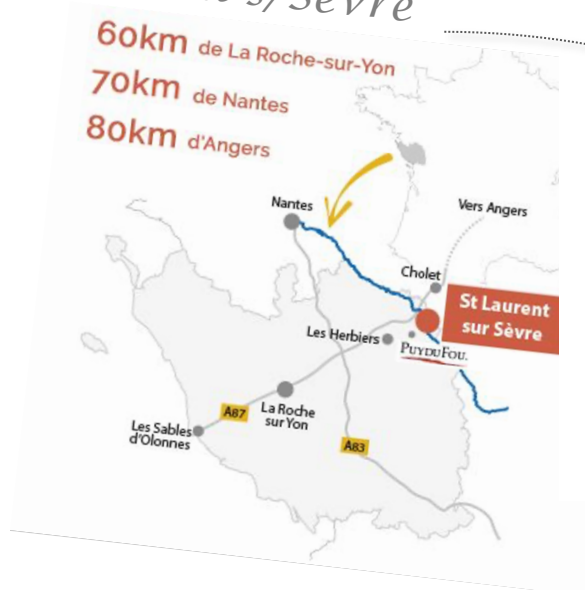 s/Sèvre
60km de La Roche-sur-Yon
70km de Nantes
80km d'Angers
Nantes
Vers Angers
Cholet
St Laurent
sur Sèvre
Les Herbiers
PUY DU FOU.
A87
La Roche
sur Yon
Les Sables
d'Olonnes
A83